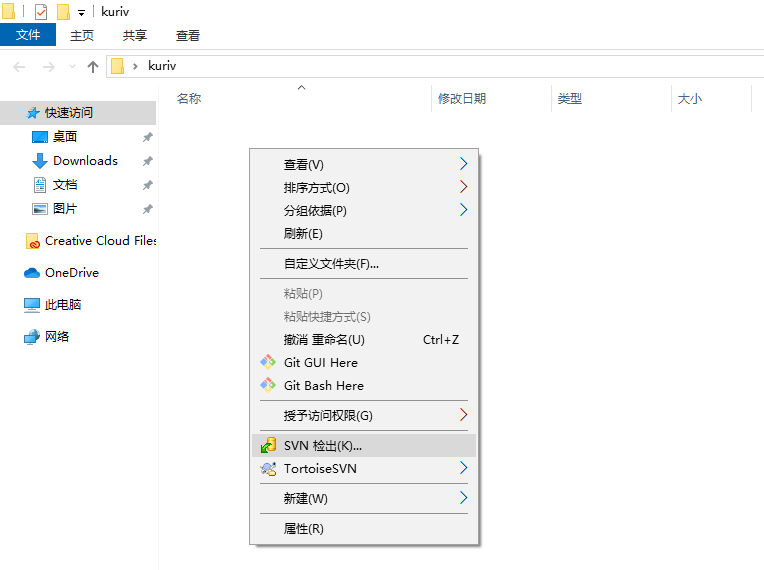 kuriv
文件 主页 共享 查看
kuriv
名称 修改日期 类型 大小
快速访问
桌面
Downloads
文档
图片
Creative Cloud Files
OneDrive
此电脑
网络
查看(V)
排序方式(O)
分组依据(P)
刷新(E)
自定义文件夹(F)...
粘贴(P)
粘贴快捷方式(S)
撤消 重命名(U) Ctrl+Z
Git GUI Here
Git Bash Here
授予访问权限(G)
SVN 检出(K)...
TortoiseSVN
新建(W)
属性(R)